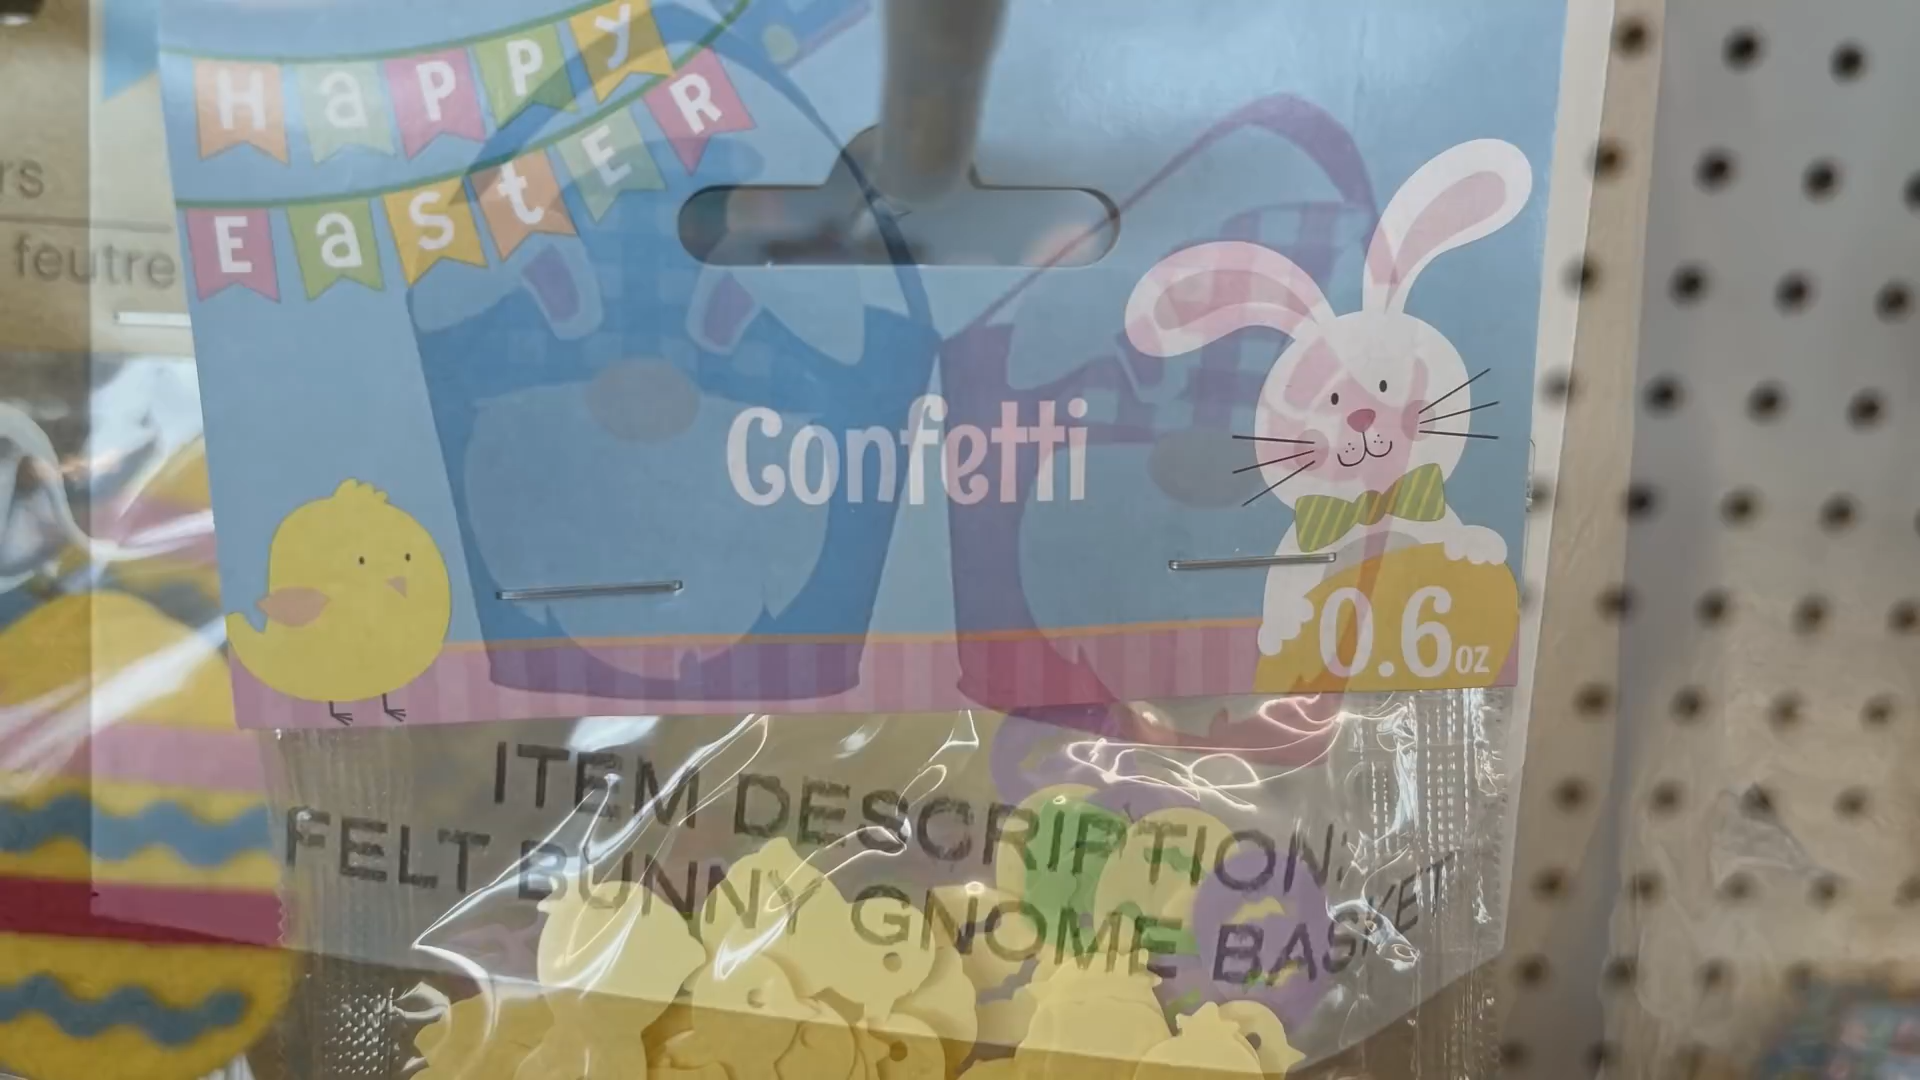 Happy
EastER
rs
feutre
Confetti
0.6oz
ITEM DESCRIPTION:
FELT BUNNY GNOME BASKET